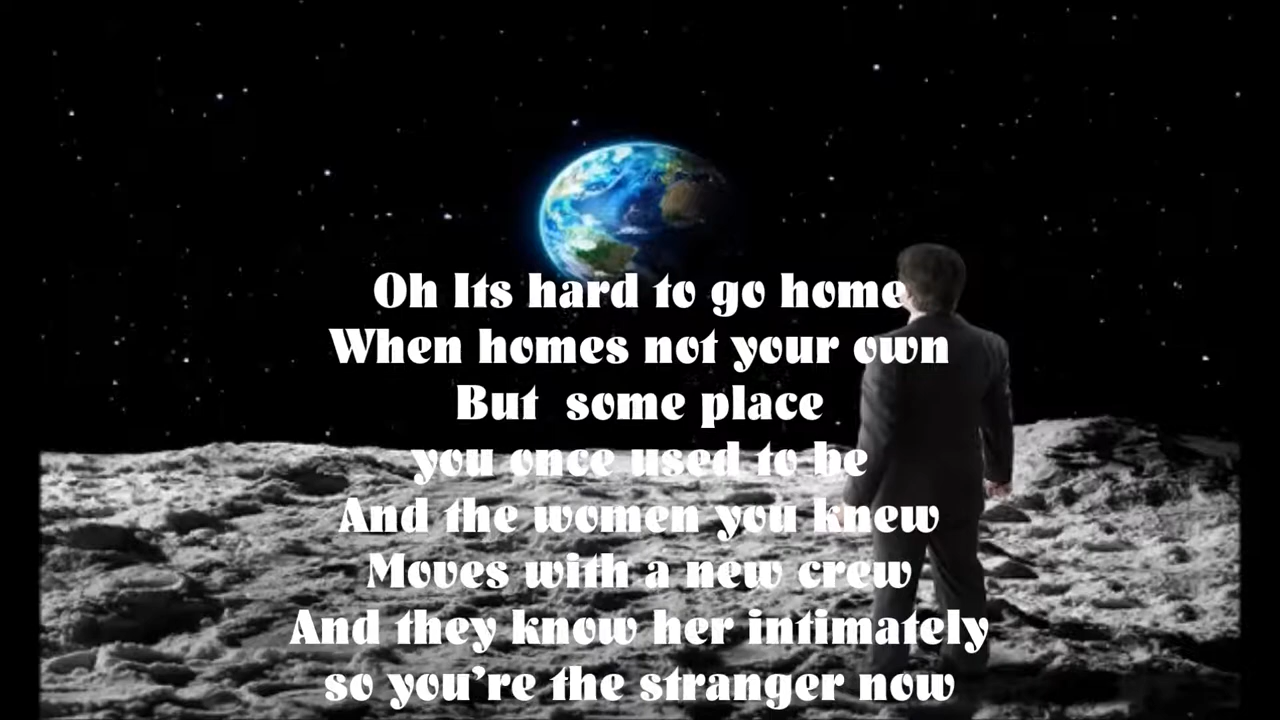 Oh Its hard to go home
When homes not your own
But some place
you once used to be
And the women you knew
Moves with a new crew
And they know her intimately
so you're the stranger now